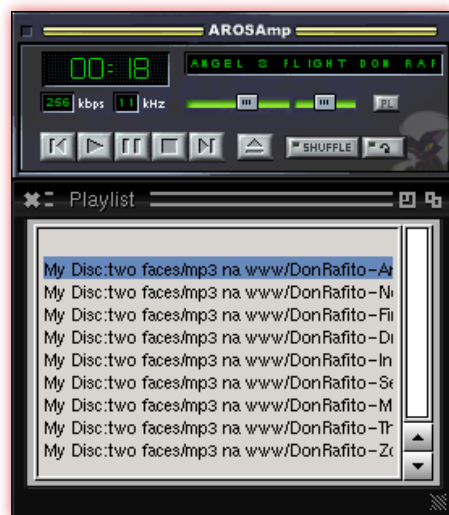 AROSAmp
00:18
ANGEL S FLIGHT DON RAF
256 kbps 11 kHz
PL
SHUFFLE
Playlist
My Disc:two faces/mp3 na www/DonRafito-A
My Disc:two faces/mp3 na www/DonRafito-N
My Disc:two faces/mp3 na www/DonRafito-Fi
My Disc:two faces/mp3 na www/DonRafito-D
My Disc:two faces/mp3 na www/DonRafito-In
My Disc:two faces/mp3 na www/DonRafito-Se
My Disc:two faces/mp3 na www/DonRafito-M
My Disc:two faces/mp3 na www/DonRafito-Th
My Disc:two faces/mp3 na www/DonRafito-Zo